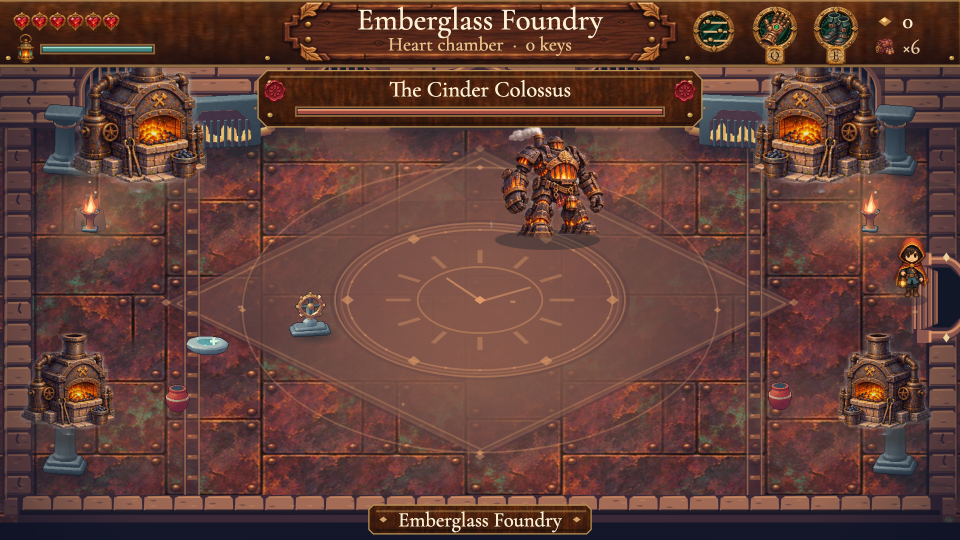 Emberglass Foundry
Heart chamber · 0 keys
Q
E
0
×6
The Cinder Colossus
Emberglass Foundry